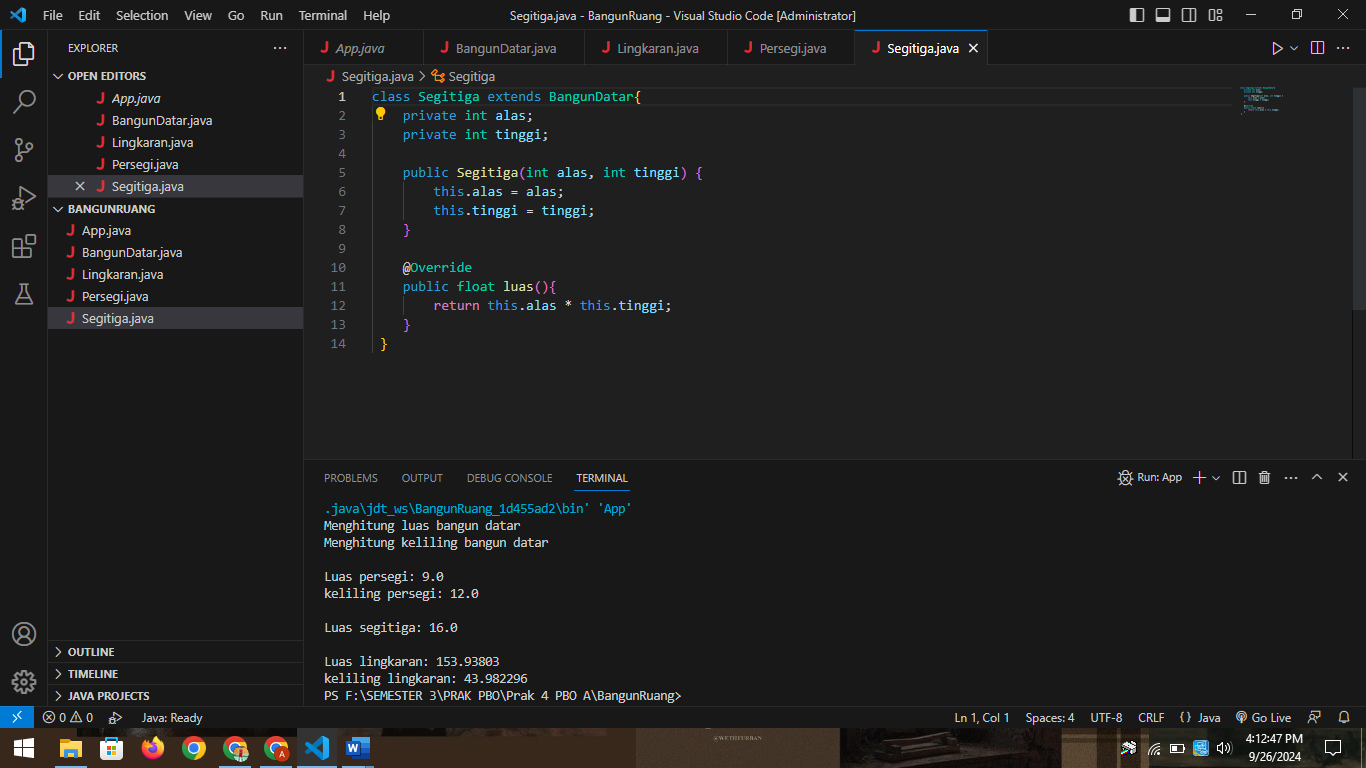 File Edit Selection View Go Run Terminal Help
Segitiga.java - BangunRuang - Visual Studio Code [Administrator]
EXPLORER
OPEN EDITORS
App.java
BangunDatar.java
Lingkaran.java
Persegi.java
Segitiga.java
BANGUNRUANG
App.java
BangunDatar.java
Lingkaran.java
Persegi.java
Segitiga.java
OUTLINE
TIMELINE
JAVA PROJECTS
App.java BangunDatar.java Lingkaran.java Persegi.java Segitiga.java
Segitiga.java > Segitiga
1 class Segitiga extends BangunDatar{
2 private int alas;
3 private int tinggi;
4
5 public Segitiga(int alas, int tinggi) {
6 this.alas = alas;
7 this.tinggi = tinggi;
8 }
9
10 @Override
11 public float luas(){
12 return this.alas * this.tinggi;
13 }
14 }
PROBLEMS OUTPUT DEBUG CONSOLE TERMINAL
Run: App
.java\jdt_ws\BangunRuang_1d455ad2\bin' 'App'
Menghitung luas bangun datar
Menghitung keliling bangun datar
Luas persegi: 9.0
keliling persegi: 12.0
Luas segitiga: 16.0
Luas lingkaran: 153.93803
keliling lingkaran: 43.982296
PS F:\SEMESTER 3\PRAK PBO\Prak 4 PBO A\BangunRuang>
0 0 Java: Ready
Ln 1, Col 1 Spaces: 4 UTF-8 CRLF {} Java Go Live
4:12:47 PM
9/26/2024